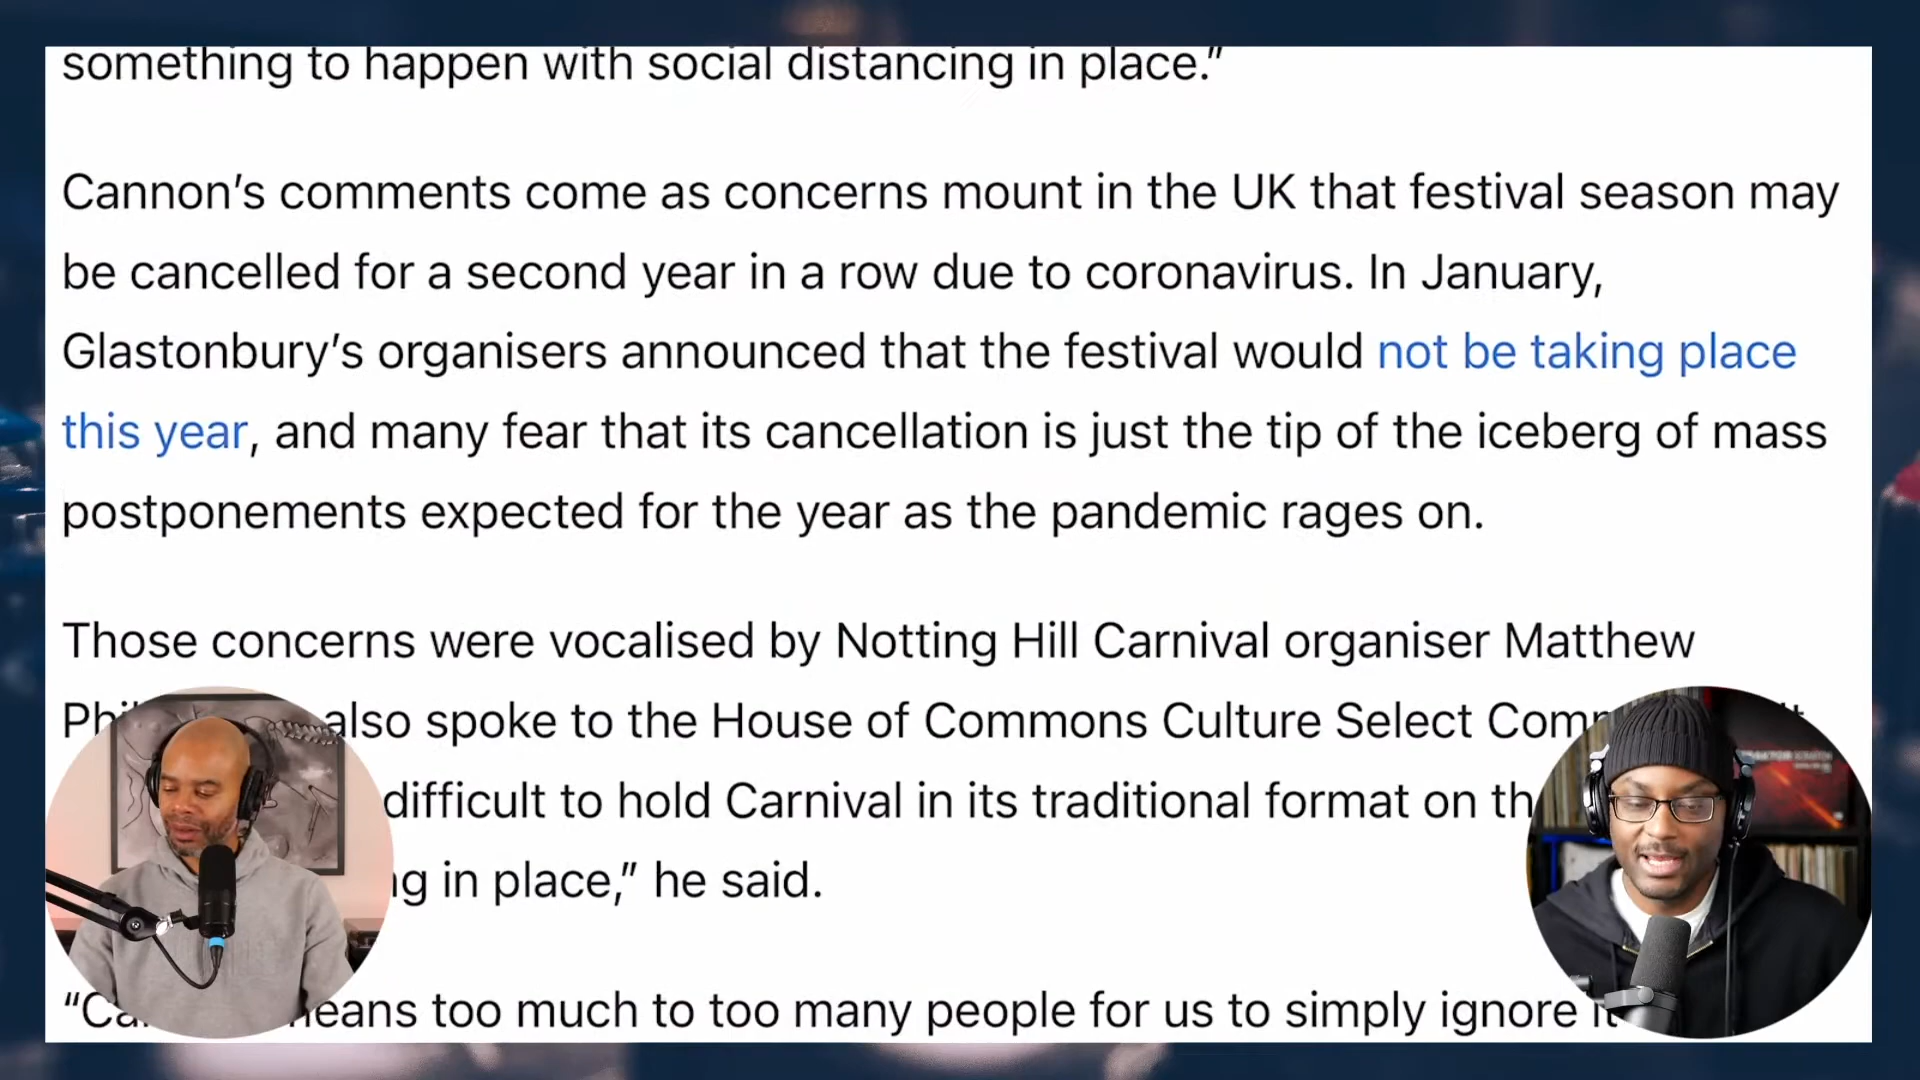 something to happen with social distancing in place.”
Cannon’s comments come as concerns mount in the UK that festival season may
be cancelled for a second year in a row due to coronavirus. In January,
Glastonbury’s organisers announced that the festival would not be taking place
this year, and many fear that its cancellation is just the tip of the iceberg of mass
postponements expected for the year as the pandemic rages on.
Those concerns were vocalised by Notting Hill Carnival organiser Matthew
also spoke to the House of Commons Culture Select
difficult to hold Carnival in its traditional format on
in place,” he said.
too much to too many people for us to simply ignore it